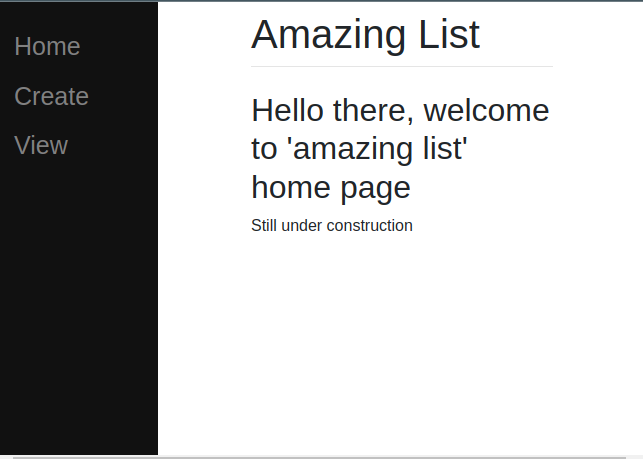 Home
Create
View
Amazing List
Hello there, welcome
to 'amazing list'
home page
Still under construction